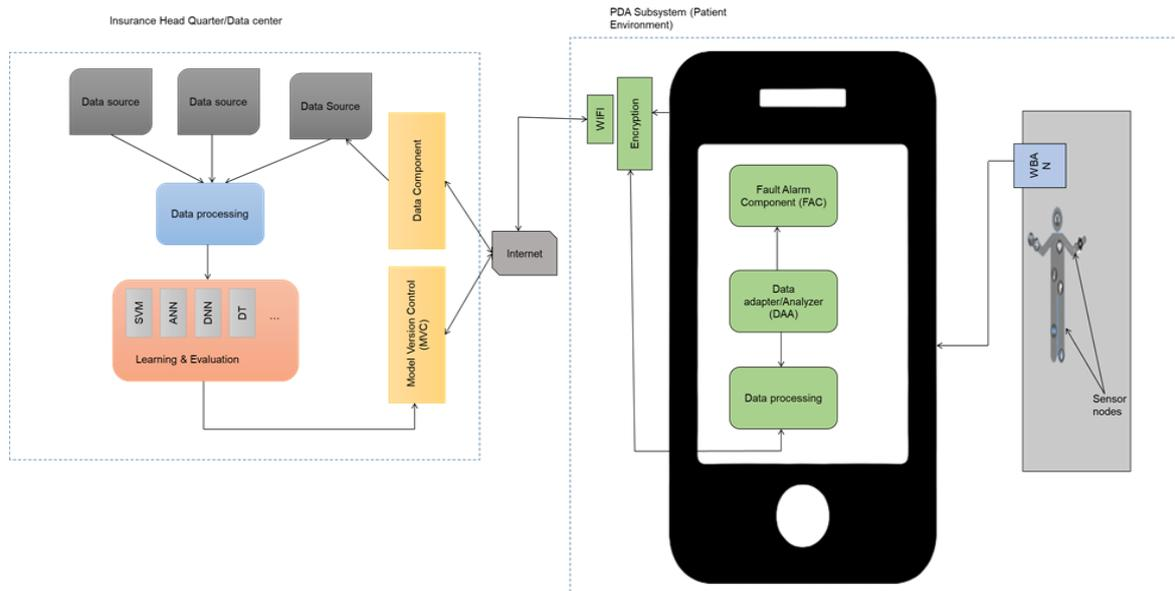 Insurance Head Quarter/Data center
Data source
Data source
Data Source
Data processing
SVM
ANN
DNN
DT
...
Learning & Evaluation
Data Component
Model Version Control
(MVC)
Internet
PDA Subsystem (Patient
Environment)
WIFI
Encryption
Fault Alarm
Component (FAC)
Data
adapter/Analyzer
(DAA)
Data processing
WBA
N
Sensor
nodes